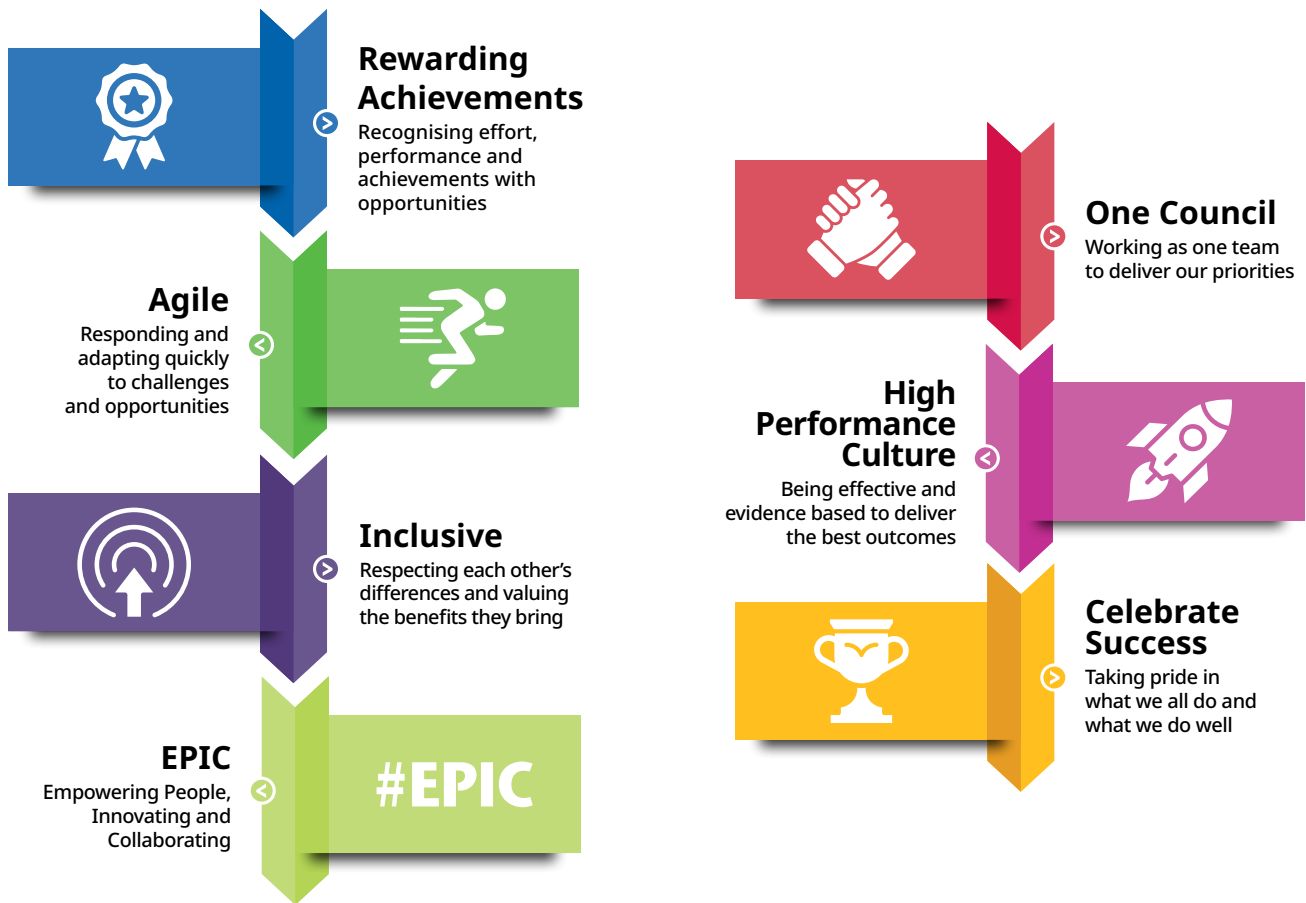 Rewarding
Achievements
Recognising effort,
performance and
achievements with
opportunities
Agile
Responding and
adapting quickly
to challenges
and opportunities
Inclusive
Respecting each other’s
differences and valuing
the benefits they bring
EPIC
Empowering People,
Innovating and
Collaborating
#EPIC
One Council
Working as one team
to deliver our priorities
High
Performance
Culture
Being effective and
evidence based to deliver
the best outcomes
Celebrate
Success
Taking pride in
what we all do and
what we do well